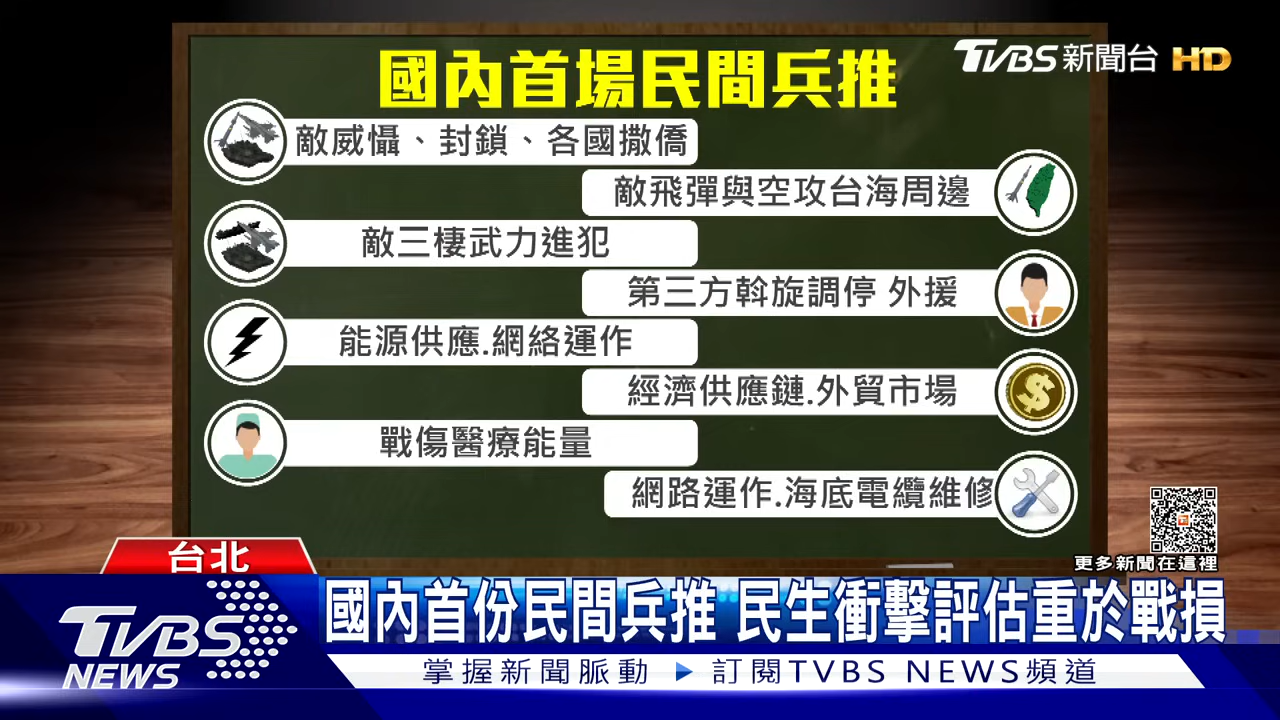 國內首場民間兵推
TVBS新聞台 HD
敵威懾、封鎖、各國撒僑
敵飛彈與空攻台海周邊
敵三棲武力進犯
第三方斡旋調停 外援
能源供應.網絡運作
經濟供應鏈.外貿市場
戰傷醫療能量
網路運作.海底電纜維修
更多新聞在這裡
台北
國內首份民間兵推 民生衝擊評估重於戰損
TVBS NEWS
掌握新聞脈動 ▶ 訂閱TVBS NEWS頻道